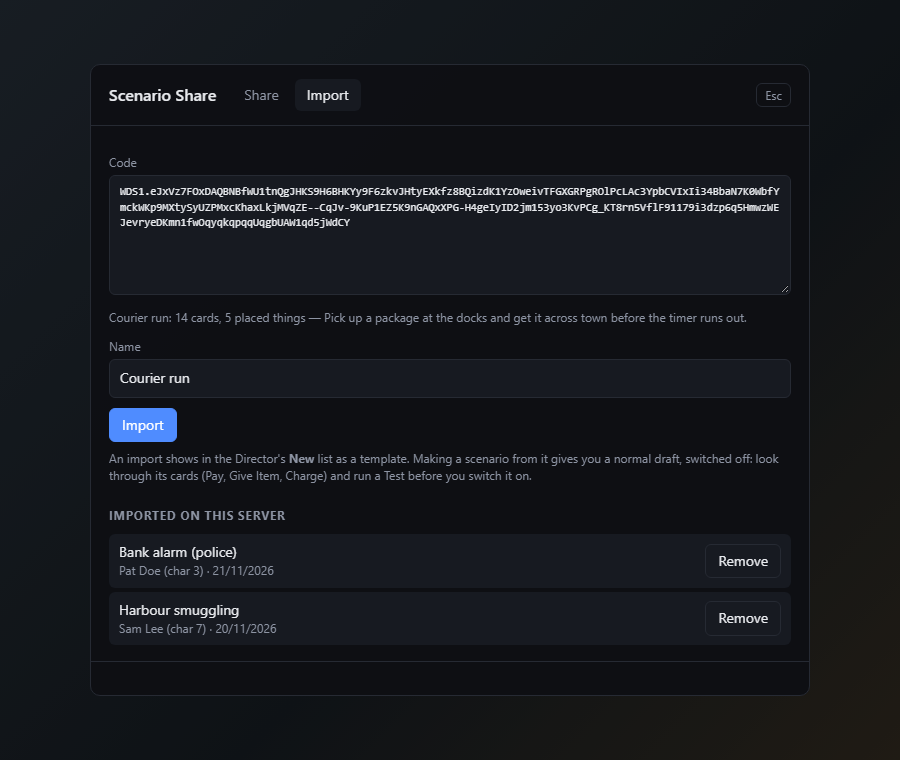 Scenario Share
Share
Import
Esc
Code
WDS1.eJxVz7FOxDAQBNBfWU1tnQgJHKS9H6BHKYy9F6zkvJHtyEXkfz8BQizdK1YzOweivTFGXGRPgROlPcLAc3YpbCVIxIi34BbaN7K0WbfY
mckWKp9MXtySyUZPMxcKhaxLkjMVqZE--CqJv-9KuP1EZ5K9nGAQxXPG-H4geIyID2jm153yo3KvPCg_KT8rn5VflF91179i3dzp6q5HmwzWE
JevryeDKmn1fwOqyqkqpqqUqgbUAW1qd5jWdCY
Courier run: 14 cards, 5 placed things — Pick up a package at the docks and get it across town before the timer runs out.
Name
Courier run
Import
An import shows in the Director's New list as a template. Making a scenario from it gives you a normal draft, switched off: look
through its cards (Pay, Give Item, Charge) and run a Test before you switch it on.
IMPORTED ON THIS SERVER
Bank alarm (police)
Pat Doe (char 3) · 21/11/2026
Remove
Harbour smuggling
Sam Lee (char 7) · 20/11/2026
Remove